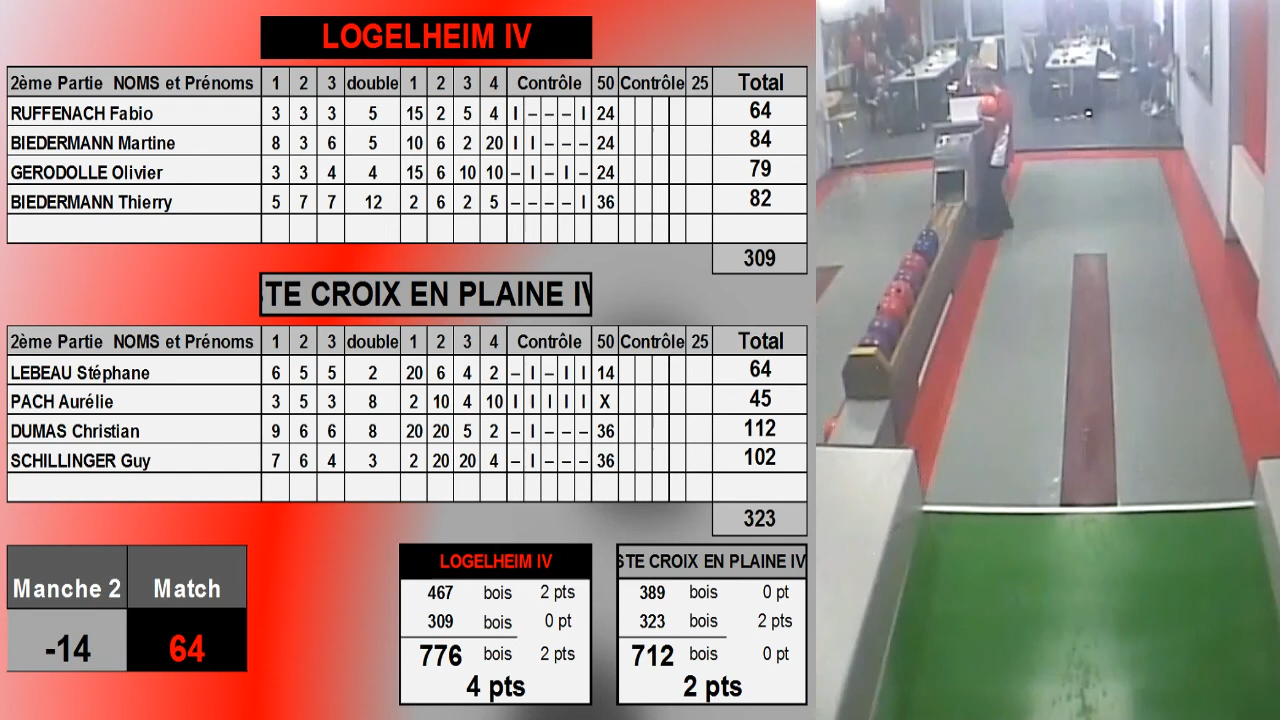 LOGELHEIM IV
2ème Partie NOMS et Prénoms 1 2 3 double 1 2 3 4 Contrôle 50 Contrôle 25 Total
RUFFENACH Fabio 3 3 3 5 15 2 5 4 I – – – I 24 64
BIEDERMANN Martine 8 3 6 5 10 6 2 20 I I – – – 24 84
GERODOLLE Olivier 3 3 4 4 15 6 10 10 – I – I – 24 79
BIEDERMANN Thierry 5 7 7 12 2 6 2 5 – – – – I 36 82
309
STE CROIX EN PLAINE IV
2ème Partie NOMS et Prénoms 1 2 3 double 1 2 3 4 Contrôle 50 Contrôle 25 Total
LEBEAU Stéphane 6 5 5 2 20 6 4 2 – I – I I 14 64
PACH Aurélie 3 5 3 8 2 10 4 10 I I I I I X 45
DUMAS Christian 9 6 6 8 20 20 5 2 – I – – – 36 112
SCHILLINGER Guy 7 6 4 3 2 20 20 4 – I – – – 36 102
323
Manche 2 Match
-14 64
LOGELHEIM IV
467 bois 2 pts
309 bois 0 pt
776 bois 2 pts
4 pts
STE CROIX EN PLAINE IV
389 bois 0 pt
323 bois 2 pts
712 bois 0 pt
2 pts